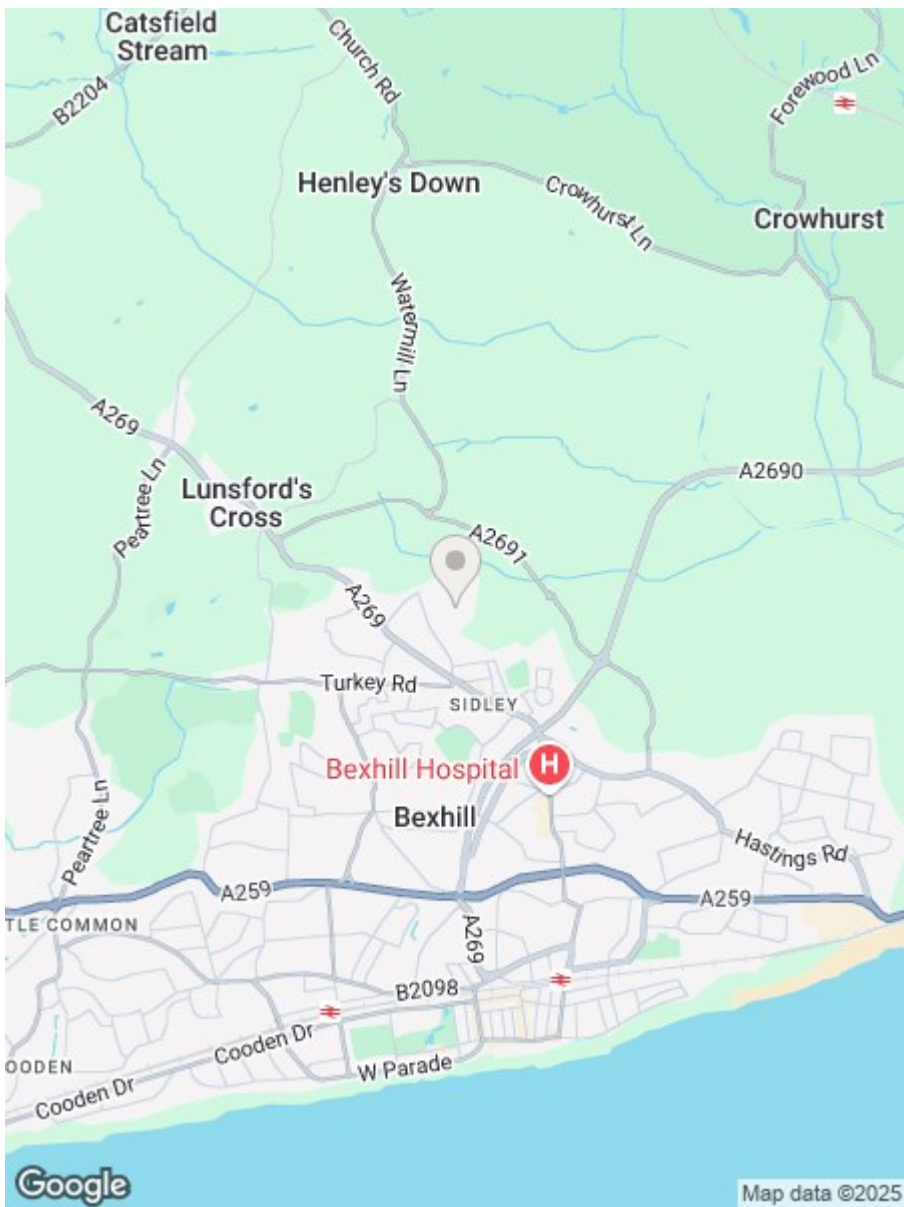 Catsfield
Stream
Church Rd
Forewood Ln
B2204
Henley's Down
Crowhurst Ln
Crowhurst
Watermill Ln
A269
A2690
Peartree Ln
Lunsford's
Cross
A2691
A269
Turkey Rd
SIDLEY
Bexhill Hospital
H
Bexhill
Peartree Ln
Hastings Rd
A259
A259
TLE COMMON
A269
B2098
Cooden Dr
OODEN
W Parade
Cooden Dr
Google
Map data ©2025